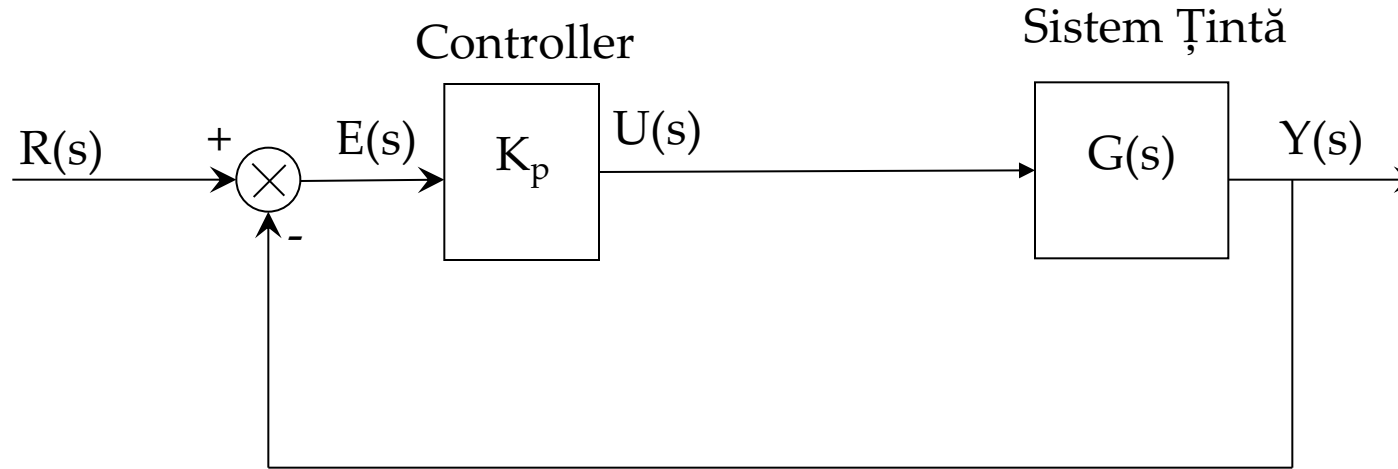 Controller
Sistem Țintă
R(s)
+
E(s)
Kₚ
U(s)
G(s)
Y(s)
-